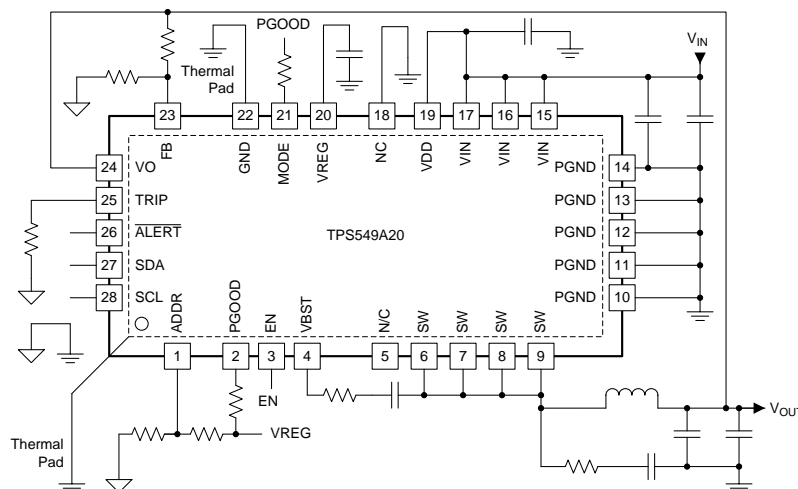 PGOOD
V_IN
Thermal
Pad
23
22
21
20
18
19
17
16
15
FB
GND
MODE
VREG
NC
VDD
VIN
VIN
VIN
24
VO
PGND
14
25
TRIP
PGND
13
26
ALERT
TPS549A20
PGND
12
27
SDA
PGND
11
28
SCL
PGND
10
ADDR
PGOOD
EN
VBST
N/C
SW
SW
SW
SW
1
2
3
4
5
6
7
8
9
EN
VREG
V_OUT
Thermal
Pad